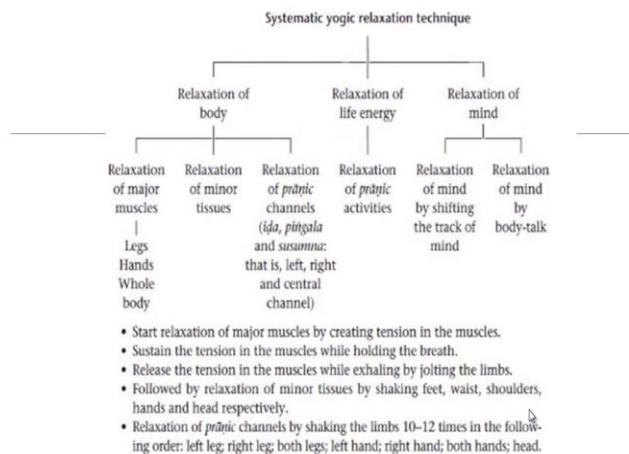 Systematic yogic relaxation technique
Relaxation of body
Relaxation of life energy
Relaxation of mind
Relaxation of major muscles
Legs
Hands
Whole body
Relaxation of minor tissues
Relaxation of prāṇic channels (iḍa, piṅgala and susumna: that is, left, right and central channel)
Relaxation of prāṇic activities
Relaxation of mind by shifting the track of mind
Relaxation of mind by body-talk
• Start relaxation of major muscles by creating tension in the muscles.
• Sustain the tension in the muscles while holding the breath.
• Release the tension in the muscles while exhaling by jolting the limbs.
• Followed by relaxation of minor tissues by shaking feet, waist, shoulders,
hands and head respectively.
• Relaxation of prāṇic channels by shaking the limbs 10–12 times in the follow-
ing order: left leg; right leg; both legs; left hand; right hand; both hands; head.